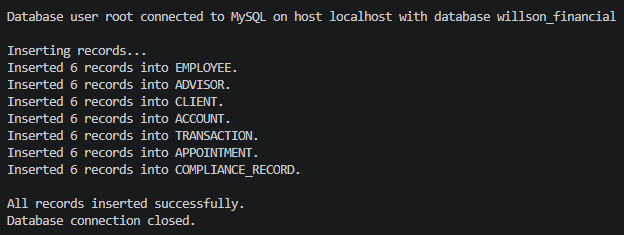 Database user root connected to MySQL on host localhost with database willson_financial
Inserting records...
Inserted 6 records into EMPLOYEE.
Inserted 6 records into ADVISOR.
Inserted 6 records into CLIENT.
Inserted 6 records into ACCOUNT.
Inserted 6 records into TRANSACTION.
Inserted 6 records into APPOINTMENT.
Inserted 6 records into COMPLIANCE_RECORD.
All records inserted successfully.
Database connection closed.